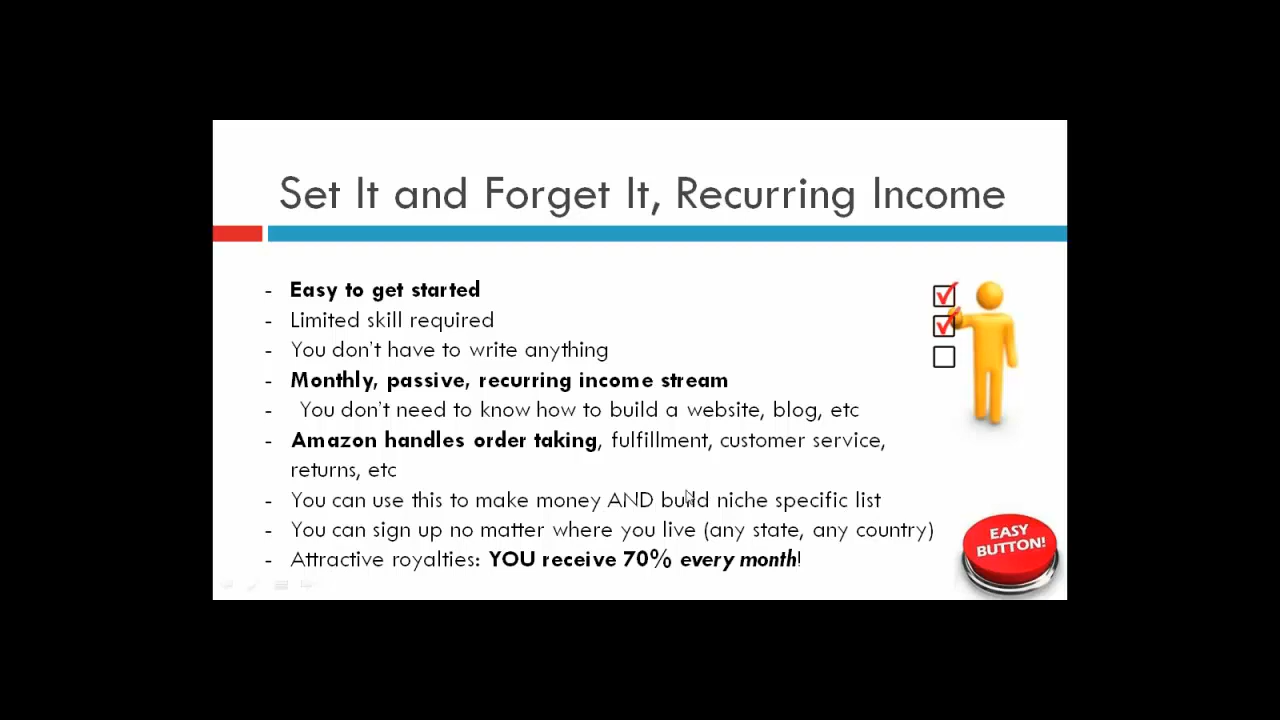 Set It and Forget It, Recurring Income
- Easy to get started
- Limited skill required
- You don't have to write anything
- Monthly, passive, recurring income stream
- You don't need to know how to build a website, blog, etc
- Amazon handles order taking, fulfillment, customer service,
returns, etc
- You can use this to make money AND build niche specific list
- You can sign up no matter where you live (any state, any country)
- Attractive royalties: YOU receive 70% every month!
EASY
BUTTON!